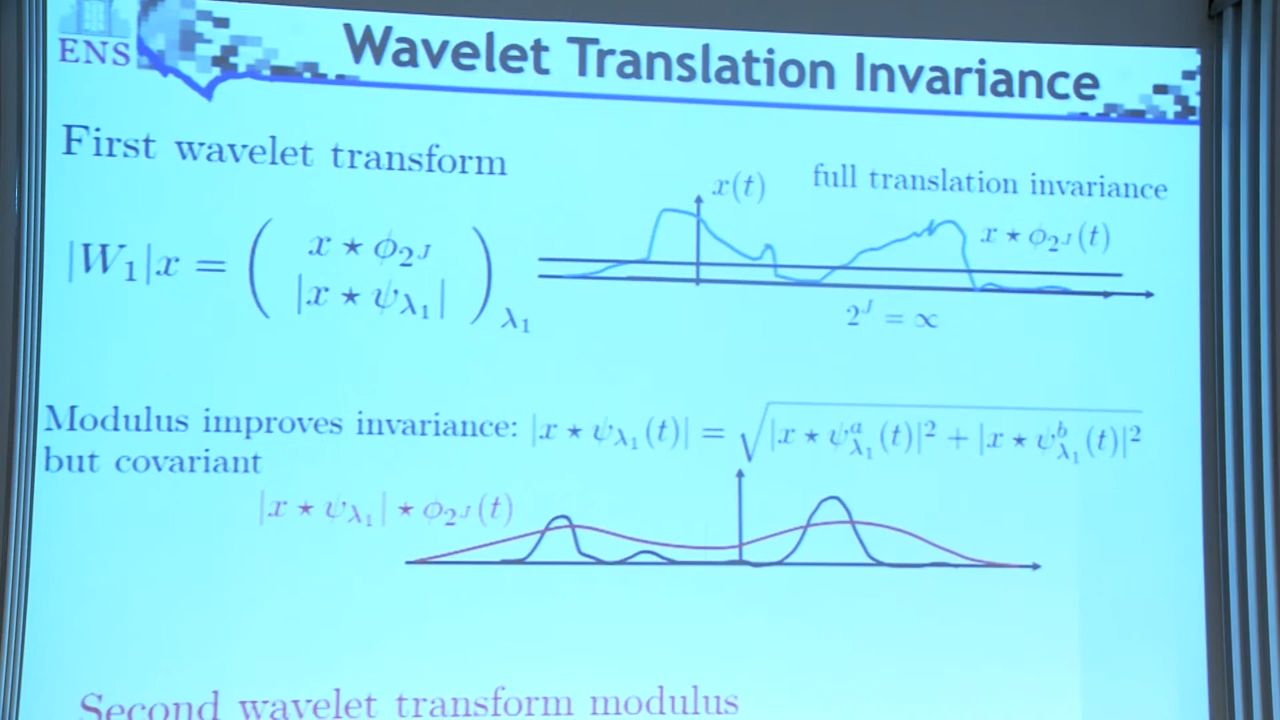 ENS
Wavelet Translation Invariance
First wavelet transform
x(t)
full translation invariance
|W₁|x = ( x ⋆ ϕ_{2^J} |x ⋆ ψ_{λ₁}| )_{λ₁}
x ⋆ ϕ_{2^J}(t)
2^J = ∞
Modulus improves invariance: |x ⋆ ψ_{λ₁}(t)| = √(|x ⋆ ψ^a_{λ₁}(t)|² + |x ⋆ ψ^b_{λ₁}(t)|²)
but covariant
|x ⋆ ψ_{λ₁}| ⋆ ϕ_{2^J}(t)
Second wavelet transform modulus